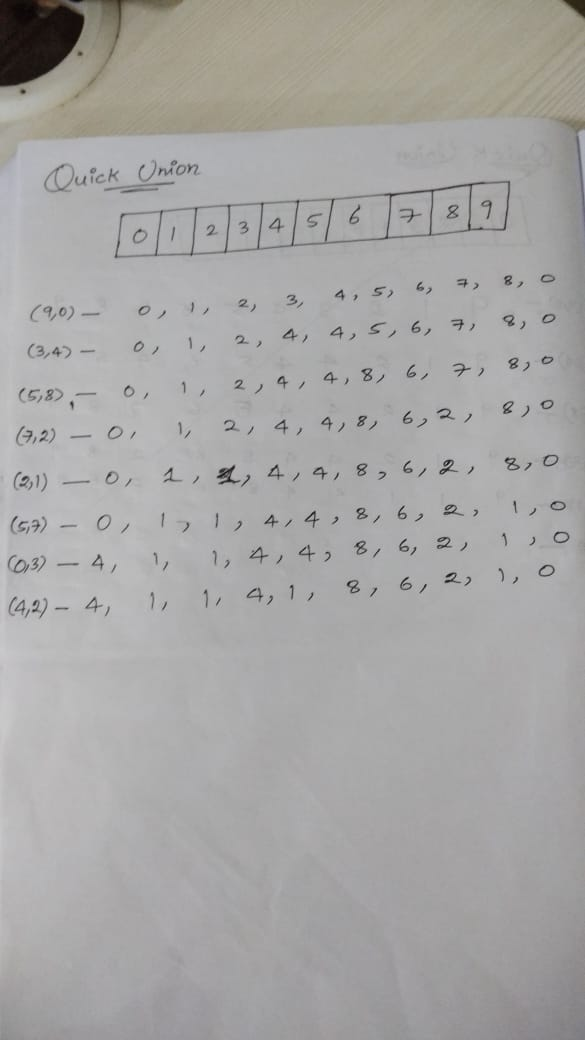 Quick Union
0 1 2 3 4 5 6 7 8 9
(9,0) — 0, 1, 2, 3, 4, 5, 6, 7, 8, 0
(3,4) — 0, 1, 2, 4, 4, 5, 6, 7, 8, 0
(5,8) — 0, 1, 2, 4, 4, 8, 6, 7, 8, 0
(7,2) — 0, 1, 2, 4, 4, 8, 6, 2, 8, 0
(2,1) — 0, 1, 1, 4, 4, 8, 6, 2, 8, 0
(5,7) — 0, 1, 1, 4, 4, 8, 6, 2, 1, 0
(0,3) — 4, 1, 1, 4, 4, 8, 6, 2, 1, 0
(4,2) — 4, 1, 1, 4, 1, 8, 6, 2, 1, 0